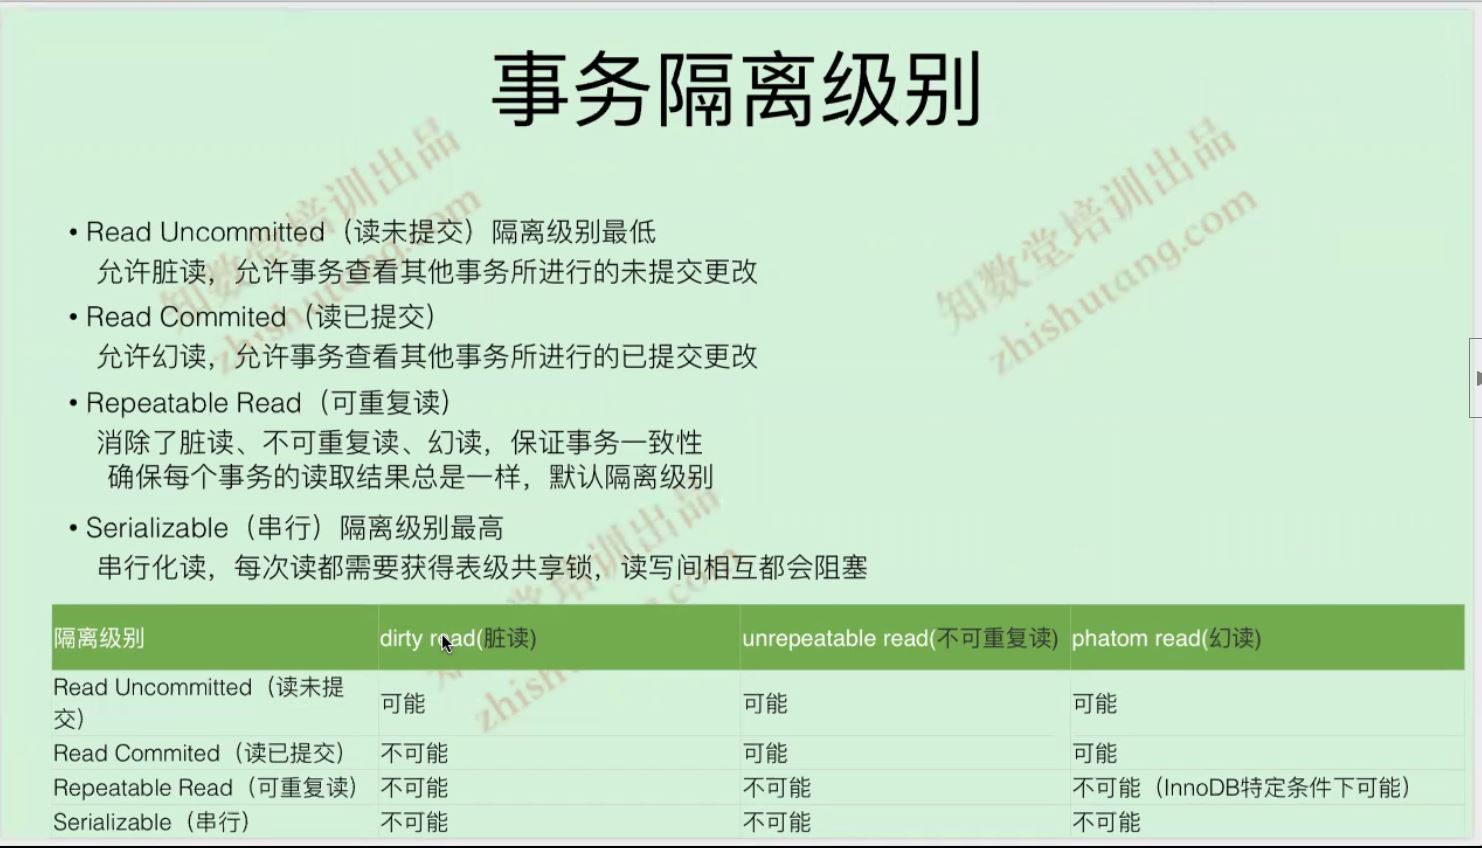 事务隔离级别
• Read Uncommitted（读未提交）隔离级别最低
允许脏读，允许事务查看其他事务所进行的未提交更改
• Read Commited（读已提交）
允许幻读，允许事务查看其他事务所进行的已提交更改
• Repeatable Read（可重复读）
消除了脏读、不可重复读、幻读，保证事务一致性
确保每个事务的读取结果总是一样，默认隔离级别
• Serializable（串行）隔离级别最高
串行化读，每次读都需要获得表级共享锁，读写间相互都会阻塞
隔离级别 dirty read(脏读) unrepeatable read(不可重复读) phatom read(幻读)
Read Uncommitted（读未提
交） 可能 可能 可能
Read Commited（读已提交） 不可能 可能 可能
Repeatable Read（可重复读） 不可能 不可能 不可能（InnoDB特定条件下可能）
Serializable（串行） 不可能 不可能 不可能
知数堂培训出品
zhishutang.com
知数堂培训出品
zhishutang.com